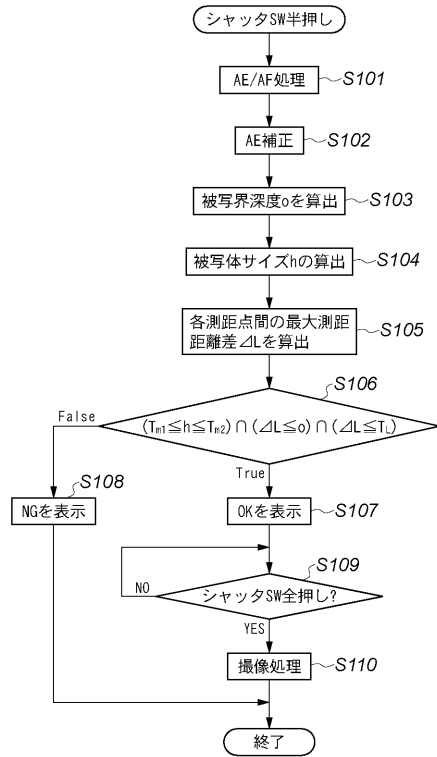 シャッタSW半押し
AE/AF処理
S101
AE補正
S102
被写界深度oを算出
S103
被写体サイズhの算出
S104
各測距点間の最大測距
距離差⊿Lを算出
S105
S106
(Tm1≦h≦Tm2)∩(⊿L≦o)∩(⊿L≦TL)
False
True
S108
NGを表示
OKを表示
S107
S109
シャッタSW全押し?
NO
YES
撮像処理
S110
終了